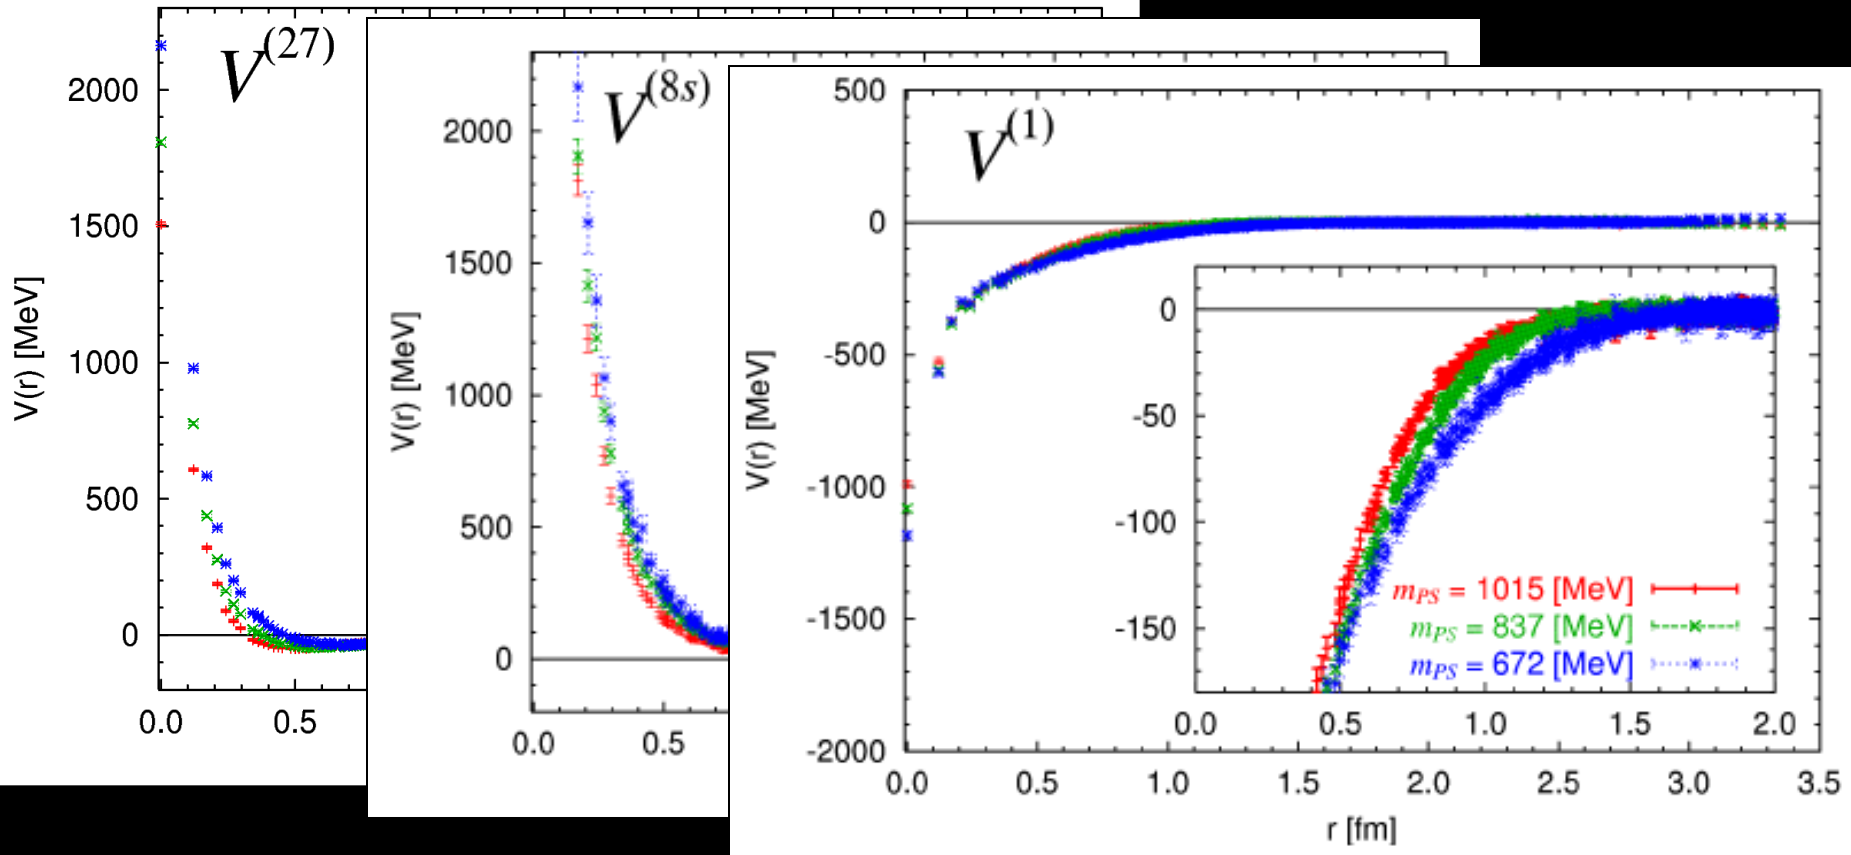 V(27)
2000
1500
1000
500
0
V(r) [MeV]
0.0 0.5
V(8s)
2000
1500
1000
500
0
V(r) [MeV]
0.0 0.5
V(1)
500
0
-500
-1000
-1500
-2000
V(r) [MeV]
0.0 0.5 1.0 1.5 2.0 2.5 3.0 3.5
r [fm]
0
-50
-100
-150
0.0 0.5 1.0 1.5 2.0
mPS = 1015 [MeV]
mPS = 837 [MeV]
mPS = 672 [MeV]